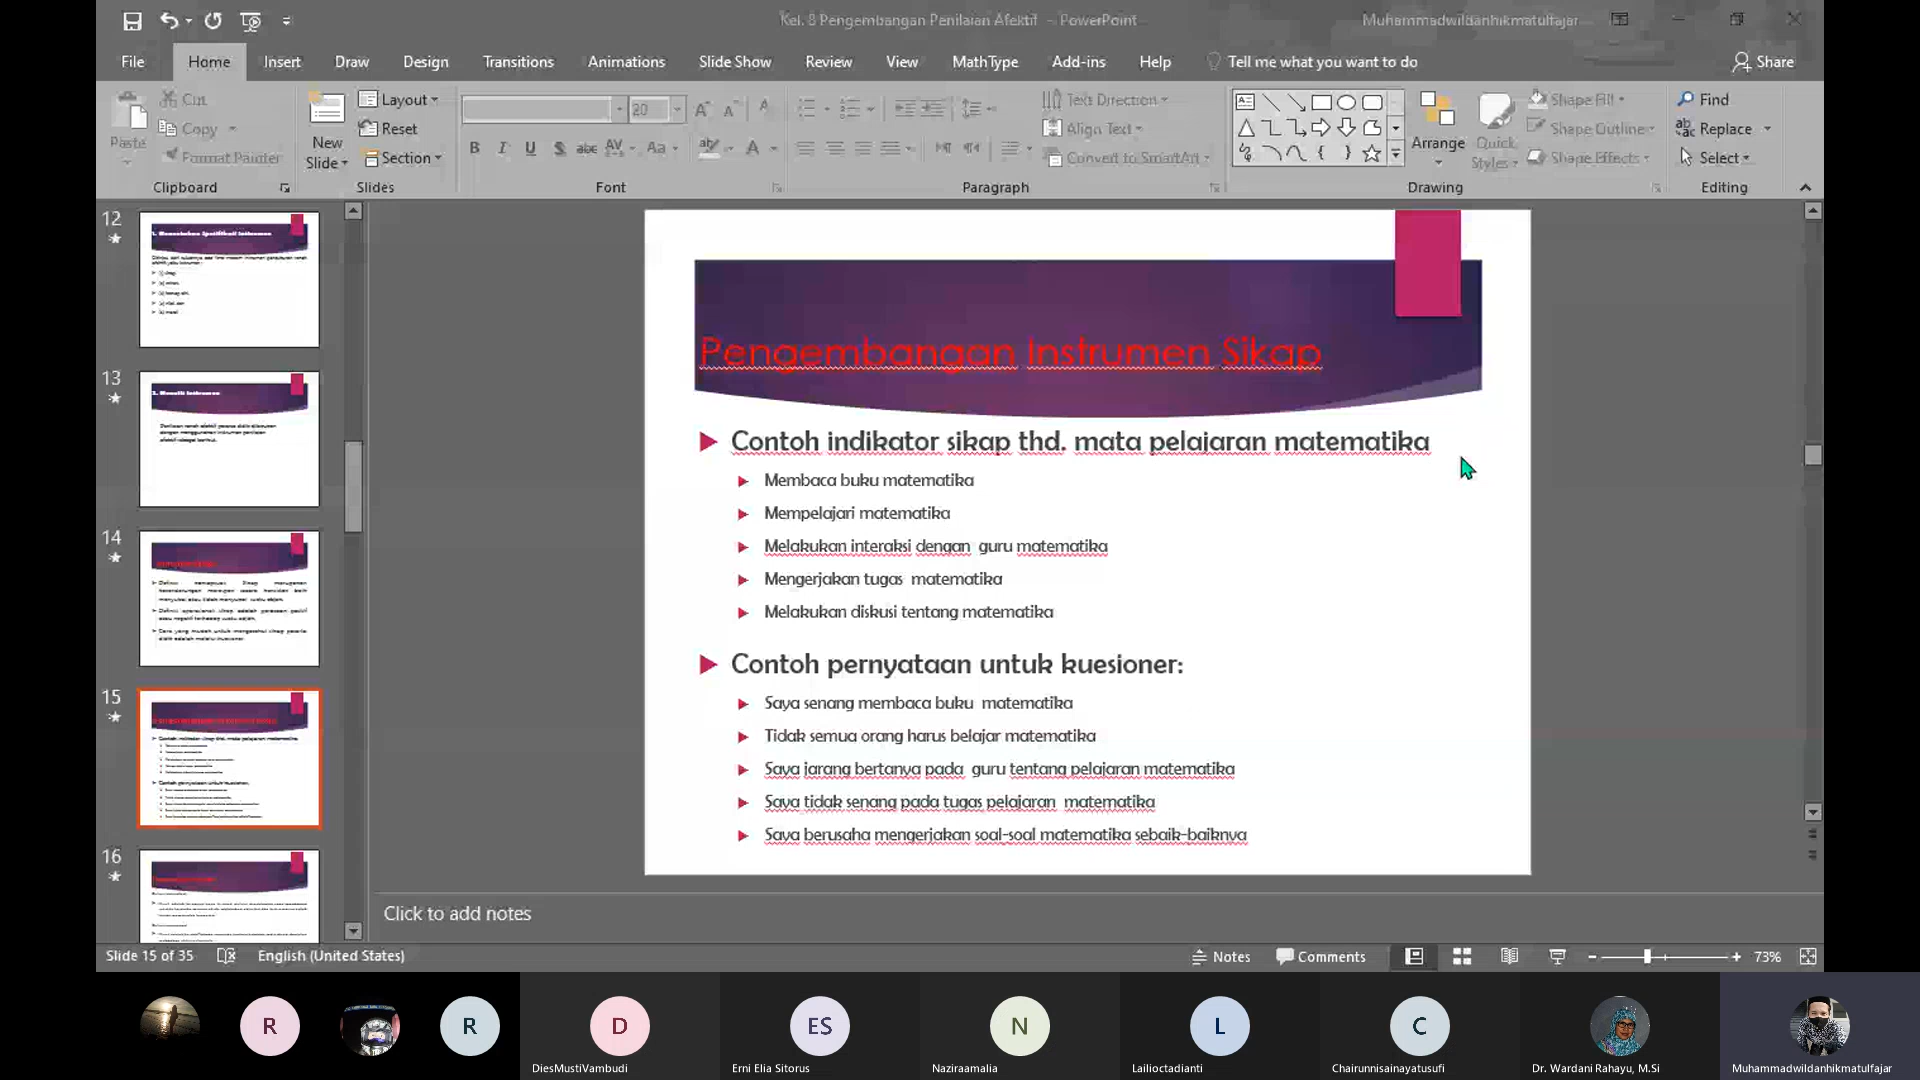 Kel. 8 Pengembangan Penilaian Afektif - PowerPoint
Muhammadwildanhikmatulfajar
File Home Insert Draw Design Transitions Animations Slide Show Review View MathType Add-ins Help Tell me what you want to do Share
Paste
Cut
Copy
Format Painter
Clipboard
New
Slide
Layout
Reset
Section
Slides
20
Font
Text Direction
Align Text
Convert to SmartArt
Paragraph
Arrange
Quick
Styles
Shape Fill
Shape Outline
Shape Effects
Drawing
Find
Replace
Select
Editing
12
13
14
15
16
Pengembangan Instrumen Sikap
Contoh indikator sikap thd. mata pelajaran matematika
Membaca buku matematika
Mempelajari matematika
Melakukan interaksi dengan guru matematika
Mengerjakan tugas matematika
Melakukan diskusi tentang matematika
Contoh pernyataan untuk kuesioner:
Saya senang membaca buku matematika
Tidak semua orang harus belajar matematika
Saya jarang bertanya pada guru tentang pelajaran matematika
Saya tidak senang pada tugas pelajaran matematika
Saya berusaha mengerjakan soal-soal matematika sebaik-baiknya
Click to add notes
Slide 15 of 35 English (United States) Notes Comments 73%
R R D ES N L C
DiesMustiVambudi Erni Elia Sitorus Naziraamalia Lailioctadianti Chairunnisainayatusufi Dr. Wardani Rahayu, M.Si Muhammadwildanhikmatulfajar